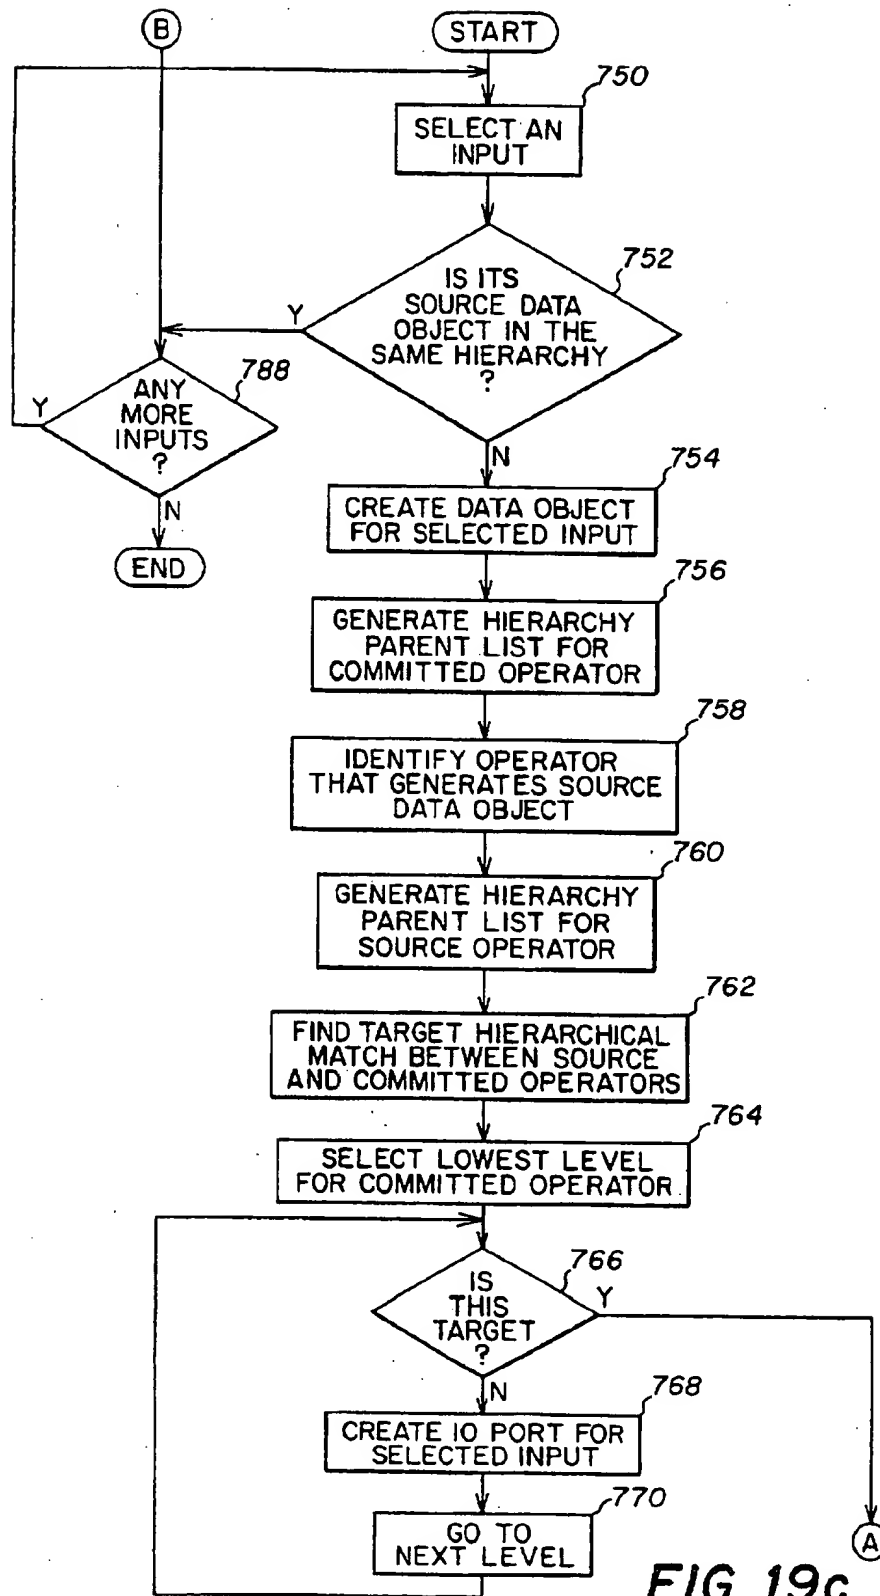 B
START
750
SELECT AN
INPUT
752
IS ITS
SOURCE DATA
OBJECT IN THE
SAME HIERARCHY
?
Y
788
ANY
MORE
INPUTS
?
Y
N
END
N
754
CREATE DATA OBJECT
FOR SELECTED INPUT
756
GENERATE HIERARCHY
PARENT LIST FOR
COMMITTED OPERATOR
758
IDENTIFY OPERATOR
THAT GENERATES SOURCE
DATA OBJECT
760
GENERATE HIERARCHY
PARENT LIST FOR
SOURCE OPERATOR
762
FIND TARGET HIERARCHICAL
MATCH BETWEEN SOURCE
AND COMMITTED OPERATORS
764
SELECT LOWEST LEVEL
FOR COMMITTED OPERATOR
766
IS
THIS
TARGET
?
Y
N
768
CREATE IO PORT FOR
SELECTED INPUT
770
GO TO
NEXT LEVEL
A
FIG. 19c